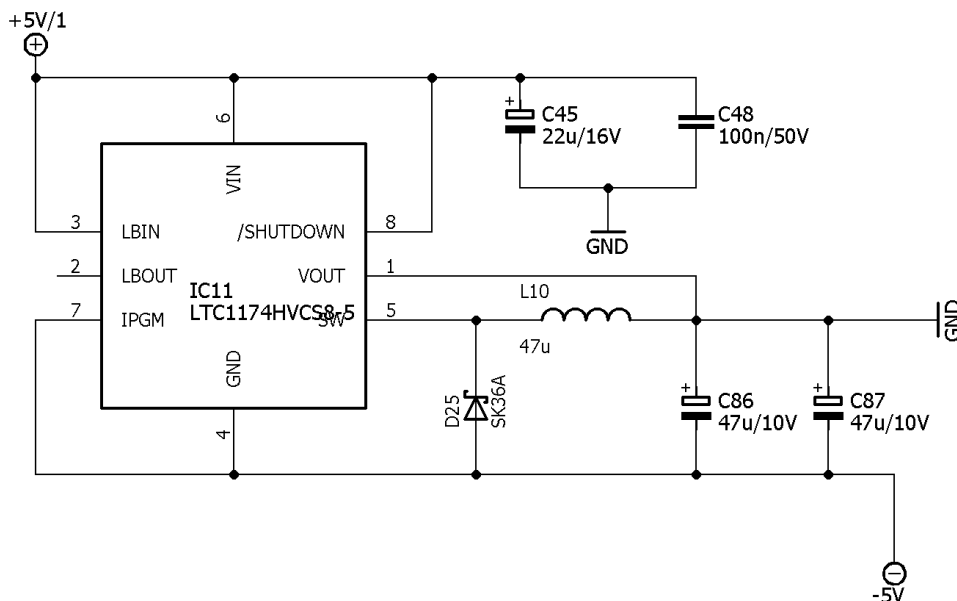 +5V/1
6
VIN
3
LBIN
/SHUTDOWN
8
2
LBOUT
VOUT
1
IC11
LTC1174HVCS8-5
7
IPGM
SW
5
GND
4
+
C45
22u/16V
C48
100n/50V
GND
L10
47u
GND
D25
SK36A
+
C86
47u/10V
+
C87
47u/10V
-5V